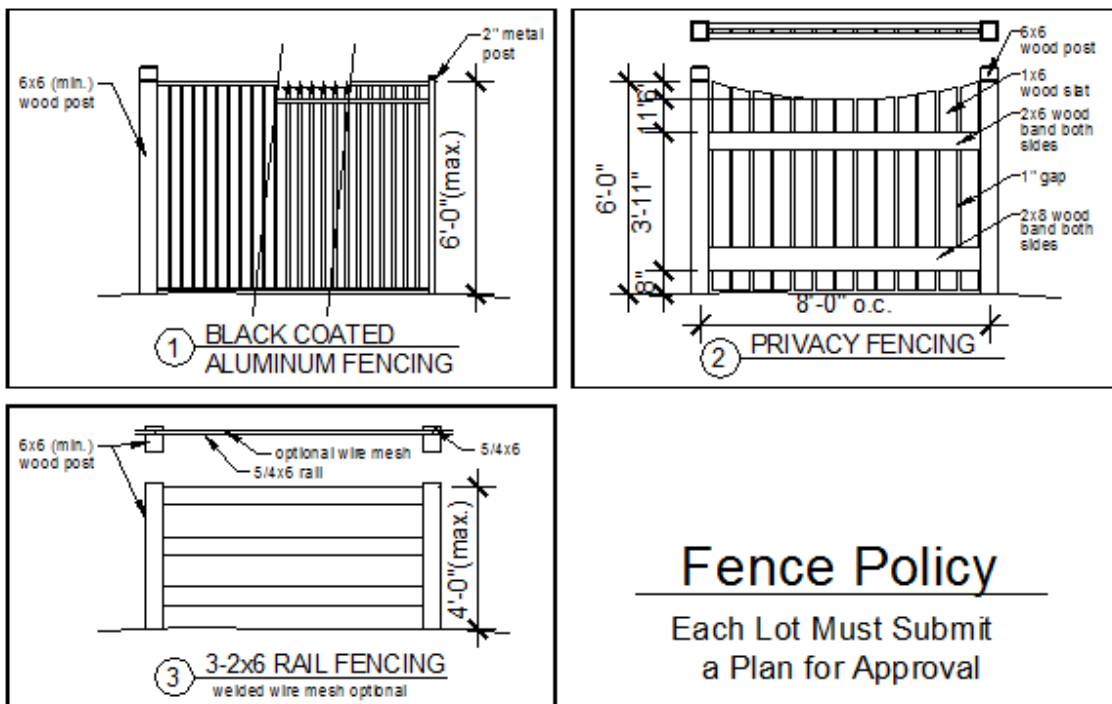 2" metal
post
6x6 (min.)
wood post
6'-0"(max.)
1
BLACK COATED
ALUMINUM FENCING
6x6
wood post
1x6
wood slat
2x6 wood
band both
sides
1" gap
2x8 wood
band both
sides
6'-0"
6"
11"
3'-11"
8"
8'-0" o.c.
2
PRIVACY FENCING
6x6 (min.)
wood post
optional wire mesh
5/4x6 rail
5/4x6
4'-0"(max.)
3
3-2x6 RAIL FENCING
welded wire mesh optional
Fence Policy
Each Lot Must Submit
a Plan for Approval